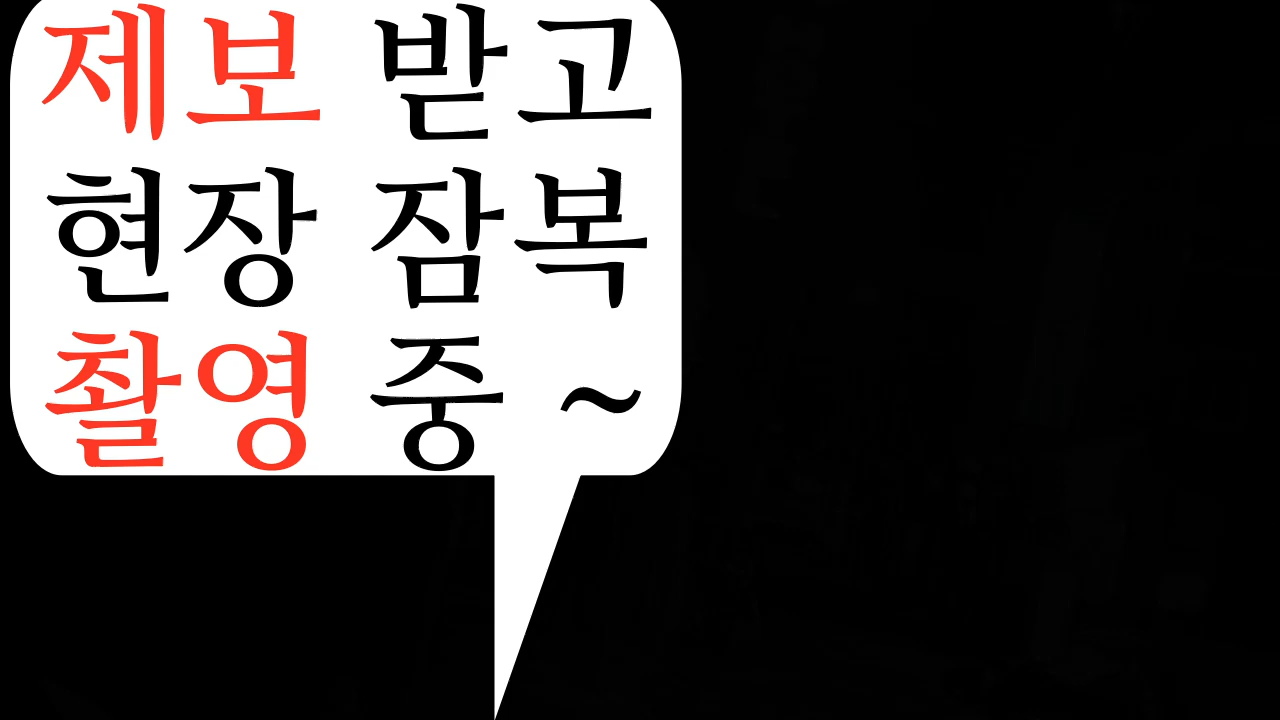 제보 받고
현장 잠복
촬영 중 ~